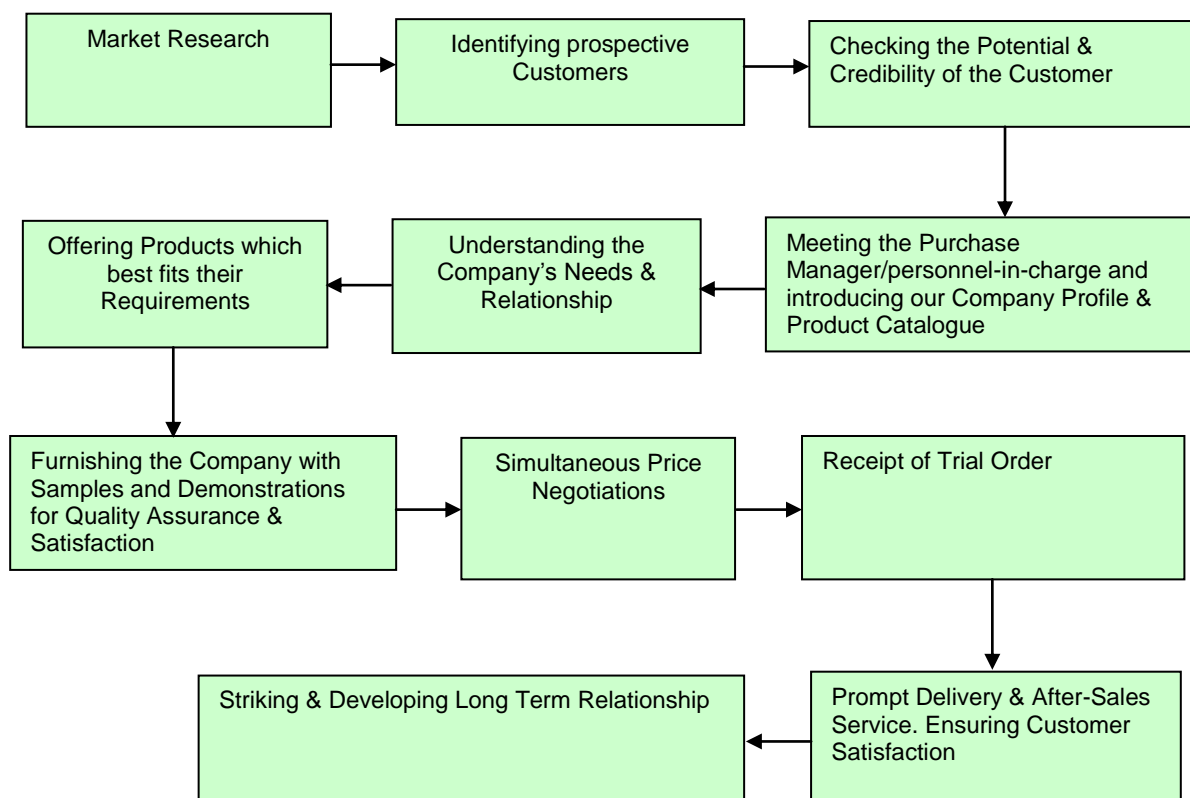 Market Research
Identifying prospective
Customers
Checking the Potential &
Credibility of the Customer
Meeting the Purchase
Manager/personnel-in-charge and
introducing our Company Profile &
Product Catalogue
Understanding the
Company's Needs &
Relationship
Offering Products which
best fits their
Requirements
Furnishing the Company with
Samples and Demonstrations
for Quality Assurance &
Satisfaction
Simultaneous Price
Negotiations
Receipt of Trial Order
Prompt Delivery & After-Sales
Service. Ensuring Customer
Satisfaction
Striking & Developing Long Term Relationship